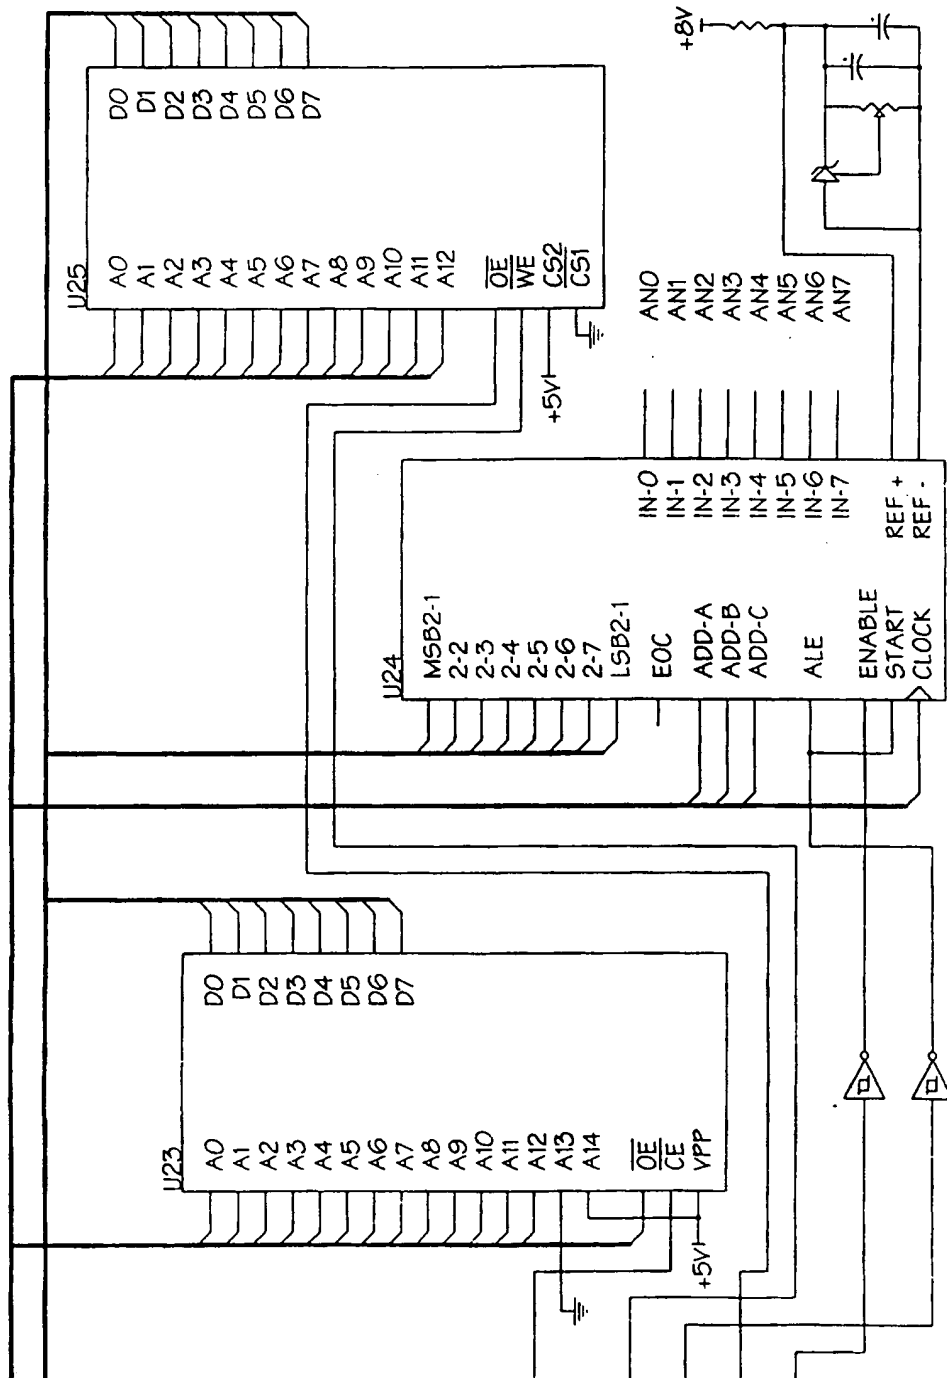 U23
A0
A1
A2
A3
A4
A5
A6
A7
A8
A9
A10
A11
A12
A13
A14
OE
CE
VPP
D0
D1
D2
D3
D4
D5
D6
D7
+5V
U24
MSB2-1
2-2
2-3
2-4
2-5
2-6
2-7
LSB2-1
EOC
ADD-A
ADD-B
ADD-C
ALE
ENABLE
START
CLOCK
IN-0
IN-1
IN-2
IN-3
IN-4
IN-5
IN-6
IN-7
REF +
REF -
AN0
AN1
AN2
AN3
AN4
AN5
AN6
AN7
U25
A0
A1
A2
A3
A4
A5
A6
A7
A8
A9
A10
A11
A12
OE
WE
CS2
CS1
D0
D1
D2
D3
D4
D5
D6
D7
+5V
+8V